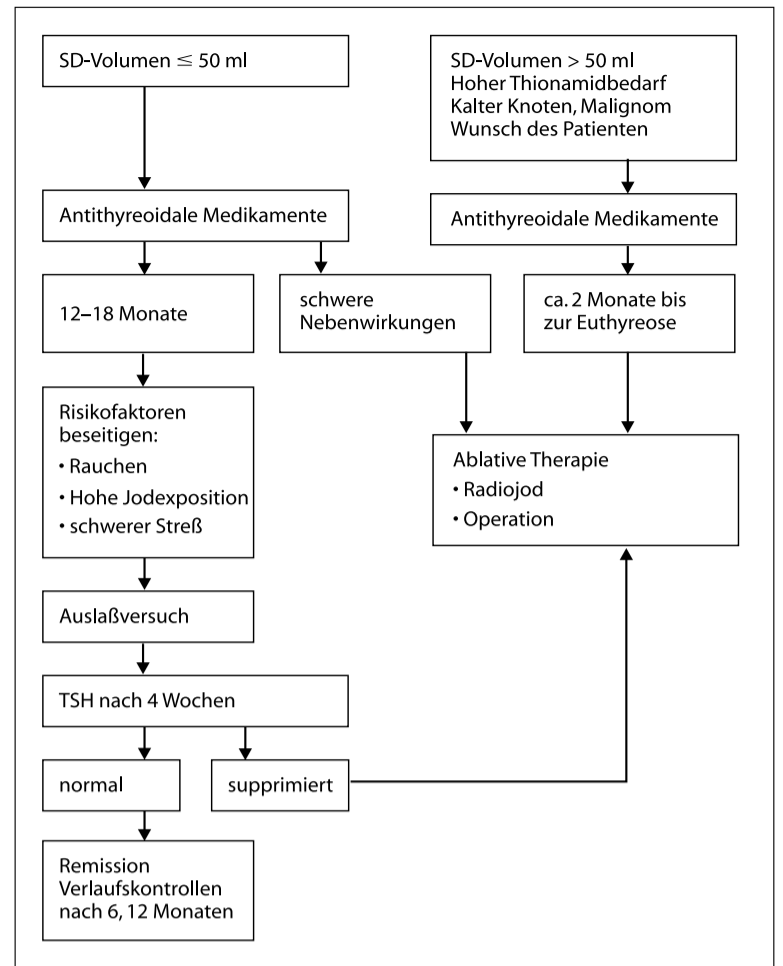 SD-Volumen ≤ 50 ml
SD-Volumen > 50 ml
Hoher Thionamidbedarf
Kalter Knoten, Malignom
Wunsch des Patienten
Antithyreoidale Medikamente
Antithyreoidale Medikamente
12–18 Monate
schwere
Nebenwirkungen
ca. 2 Monate bis
zur Euthyreose
Risikofaktoren
beseitigen:
• Rauchen
• Hohe Jodexposition
• schwerer Streß
Ablative Therapie
• Radiojod
• Operation
Auslaßversuch
TSH nach 4 Wochen
normal
supprimiert
Remission
Verlaufskontrollen
nach 6, 12 Monaten